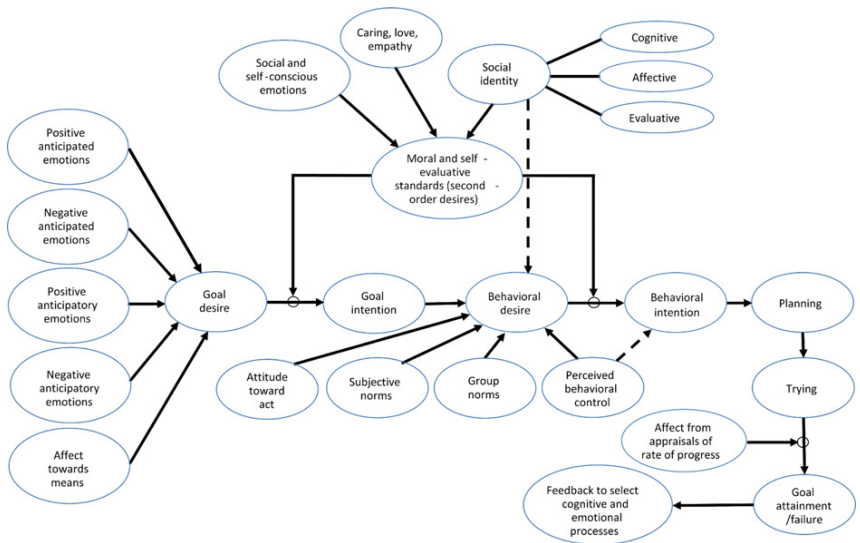 Caring, love,
empathy
Social and
self -conscious
emotions
Social
identity
Cognitive
Affective
Evaluative
Positive
anticipated
emotions
Moral and self -
evaluative
standards (second -
order desires)
Negative
anticipated
emotions
Positive
anticipatory
emotions
Goal
desire
Goal
intention
Behavioral
desire
Behavioral
intention
Planning
Negative
anticipatory
emotions
Attitude
toward
act
Subjective
norms
Group
norms
Perceived
behavioral
control
Trying
Affect
towards
means
Affect from
appraisals of
rate of progress
Feedback to select
cognitive and
emotional
processes
Goal
attainment
/failure